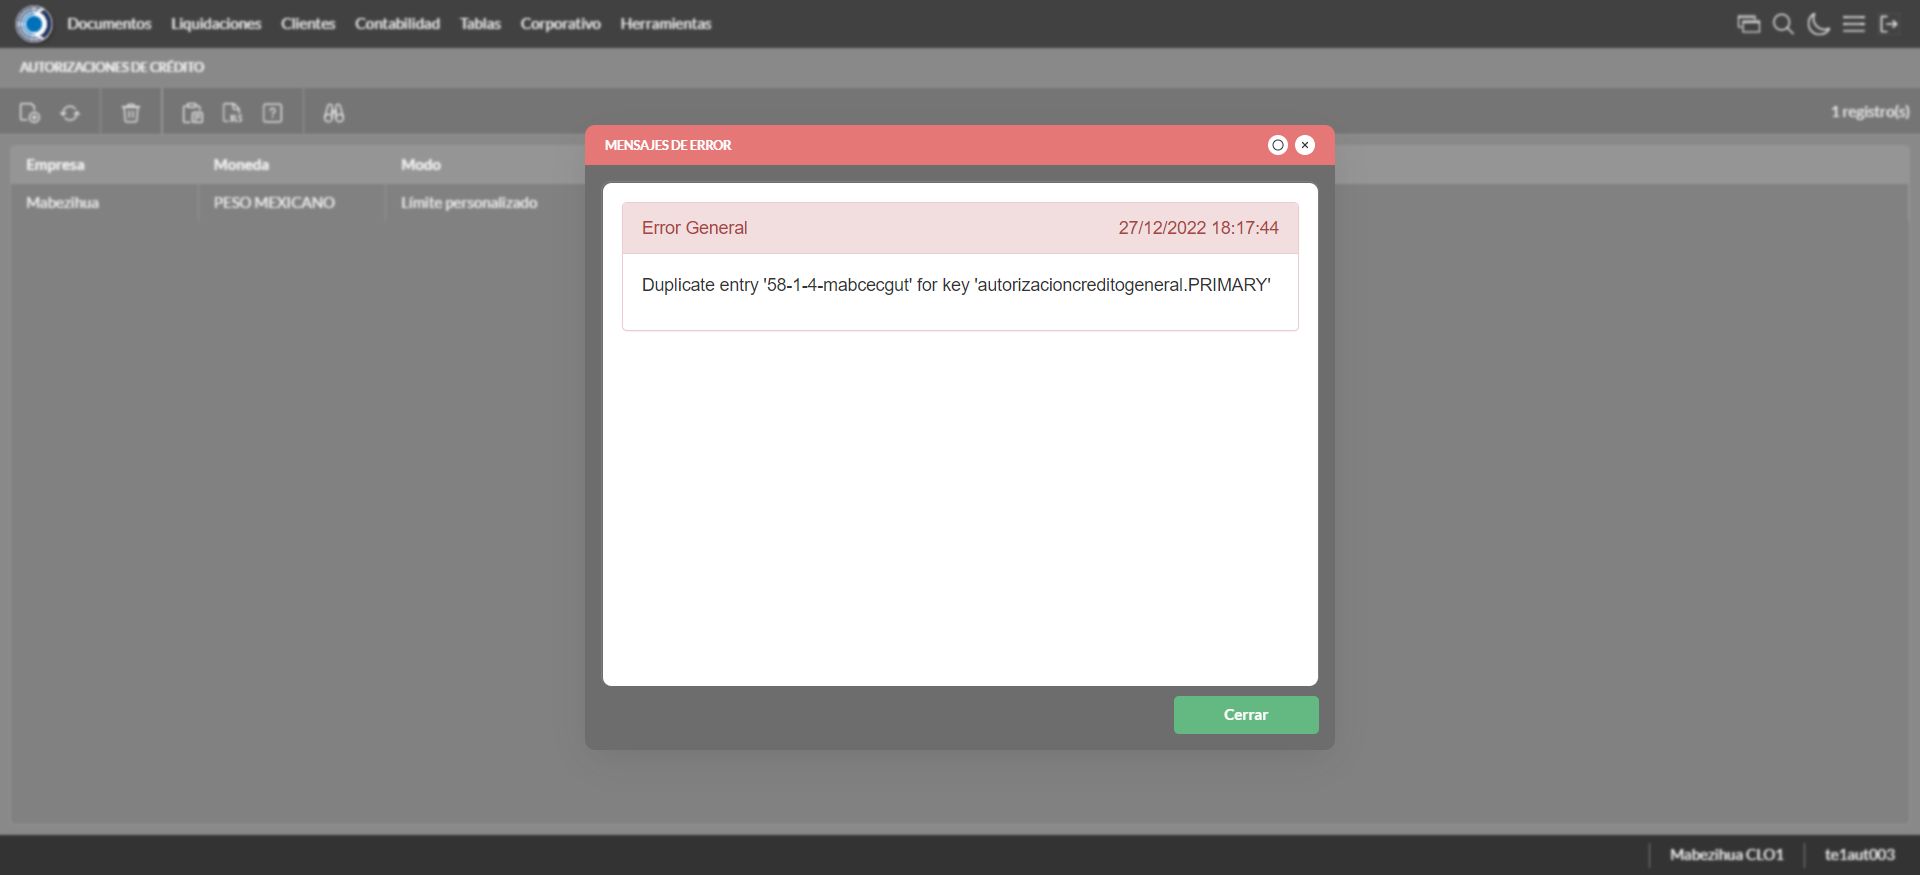 Documentos Liquidaciones Clientes Contabilidad Tablas Corporativo Herramientas
AUTORIZACIONES DE CRÉDITO
1 registro(s)
MENSAJES DE ERROR
Empresa Moneda Modo
Mabezihua PESO MEXICANO Límite personalizado
Error General 27/12/2022 18:17:44
Duplicate entry '58-1-4-mabcecgut' for key 'autorizacioncreditogeneral.PRIMARY'
Cerrar
Mabezihua CLO1 te1aut003